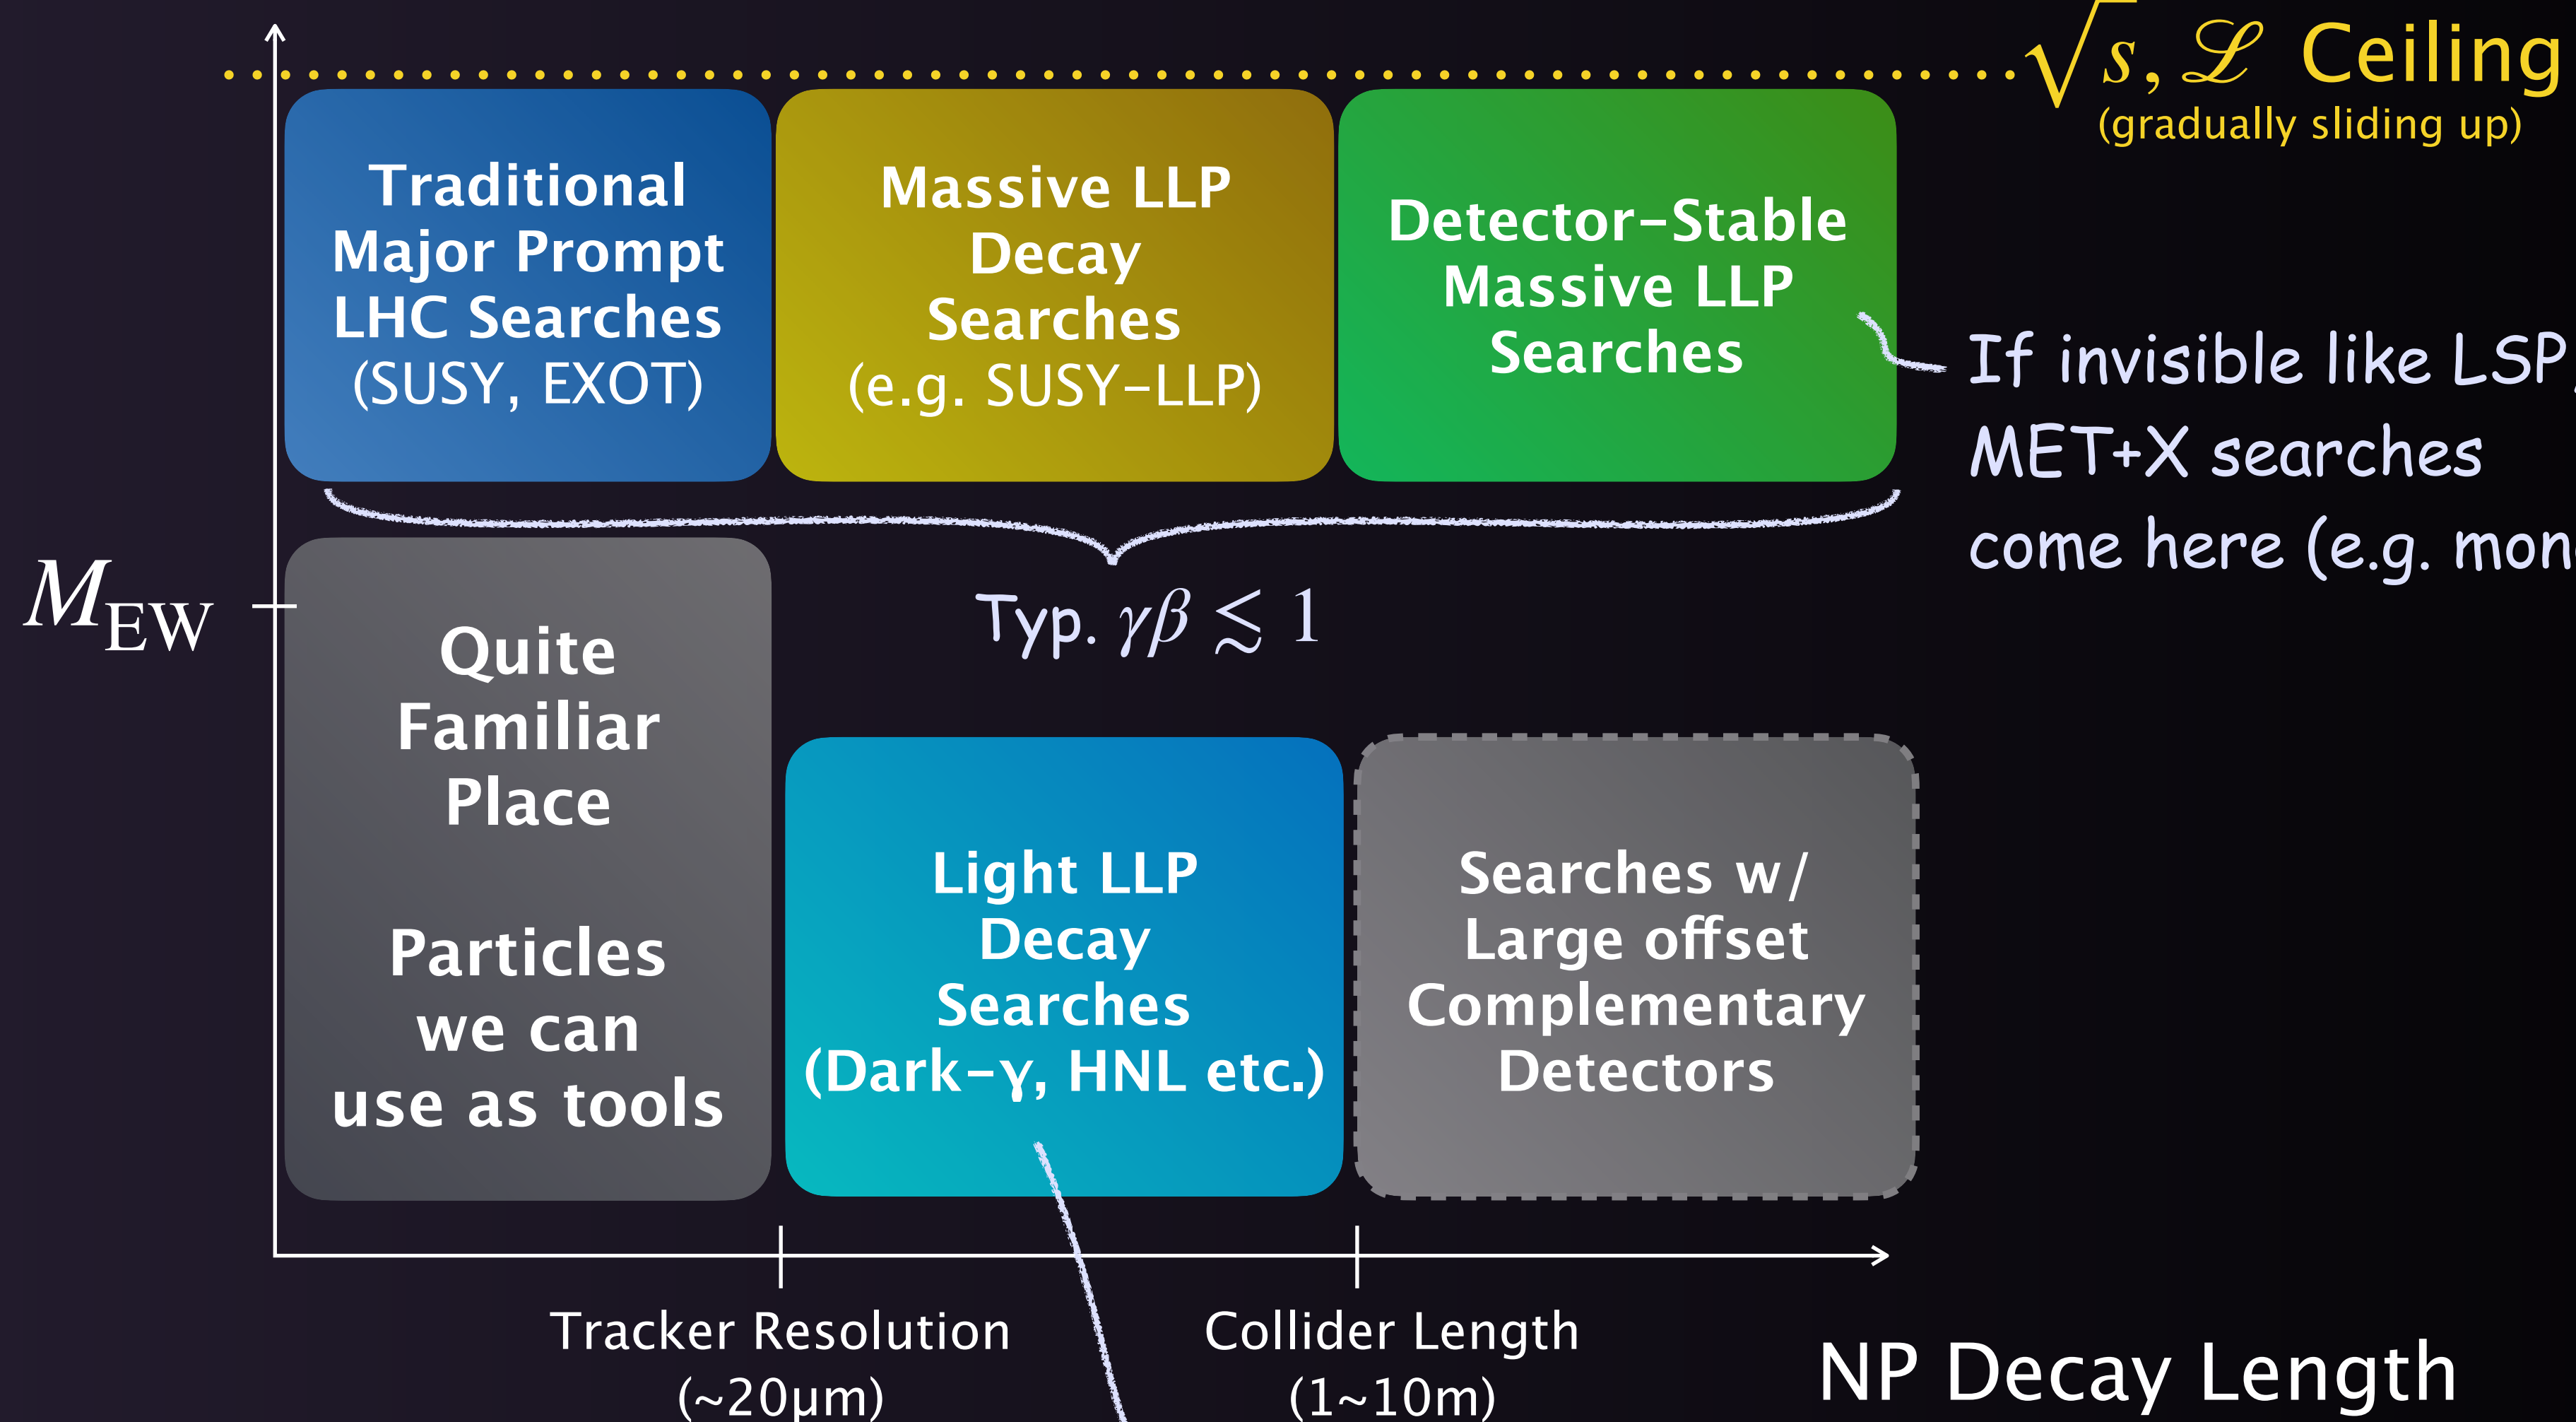 √s, ℒ Ceiling
(gradually sliding up)
Traditional
Major Prompt
LHC Searches
(SUSY, EXOT)
Massive LLP
Decay
Searches
(e.g. SUSY-LLP)
Detector-Stable
Massive LLP
Searches
If invisible like LSP,
MET+X searches
come here (e.g.
M_EW
Typ. γβ ≲ 1
Quite
Familiar
Place
Particles
we can
use as tools
Light LLP
Decay
Searches
(Dark-γ, HNL etc.)
Searches w/
Large offset
Complementary
Detectors
Tracker Resolution
(~20μm)
Collider Length
(1~10m)
NP Decay Length